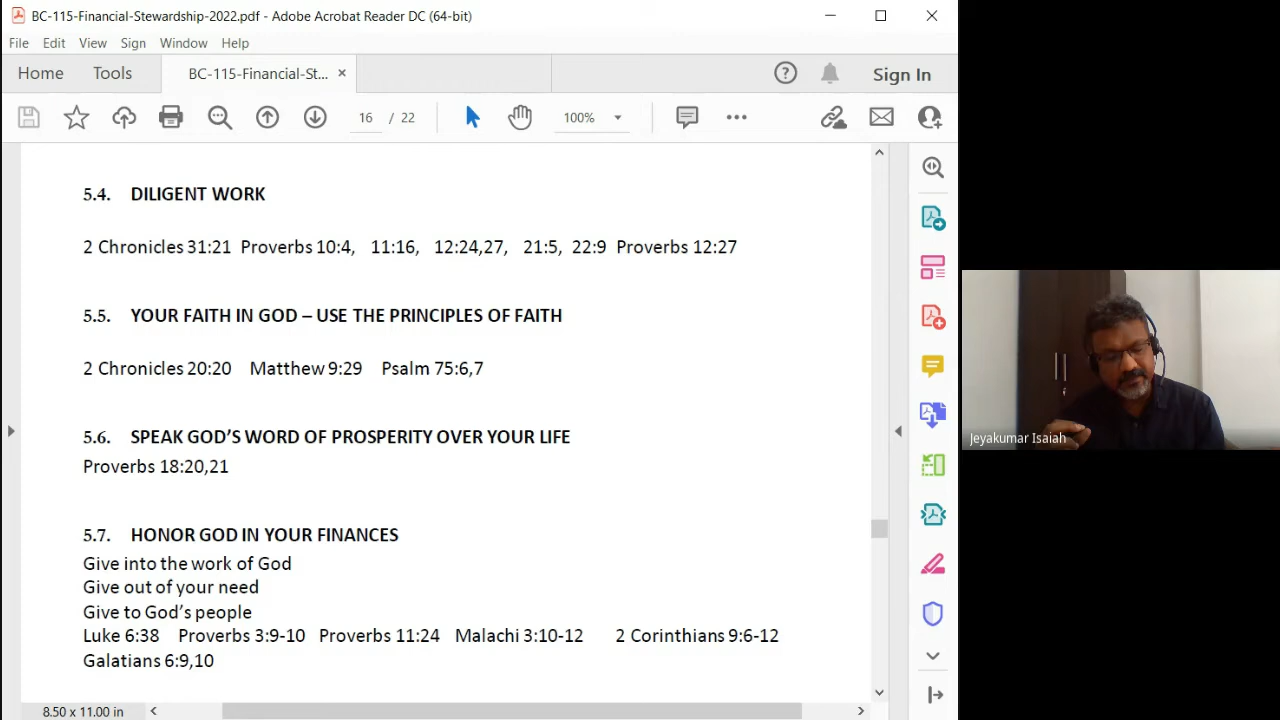 BC-115-Financial-Stewardship-2022.pdf - Adobe Acrobat Reader DC (64-bit)
File Edit View Sign Window Help
Home Tools BC-115-Financial-St... × Sign In
16 / 22 100%
5.4. DILIGENT WORK
2 Chronicles 31:21 Proverbs 10:4, 11:16, 12:24,27, 21:5, 22:9 Proverbs 12:27
5.5. YOUR FAITH IN GOD – USE THE PRINCIPLES OF FAITH
2 Chronicles 20:20 Matthew 9:29 Psalm 75:6,7
5.6. SPEAK GOD’S WORD OF PROSPERITY OVER YOUR LIFE
Proverbs 18:20,21
5.7. HONOR GOD IN YOUR FINANCES
Give into the work of God
Give out of your need
Give to God’s people
Luke 6:38 Proverbs 3:9-10 Proverbs 11:24 Malachi 3:10-12 2 Corinthians 9:6-12
Galatians 6:9,10
8.50 x 11.00 in
Jeyakumar Isaiah